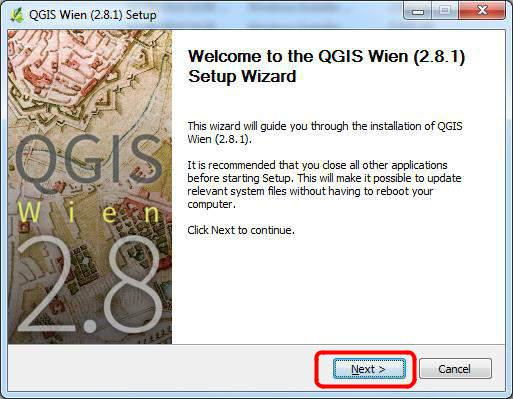 QGIS Wien (2.8.1) Setup
Welcome to the QGIS Wien (2.8.1)
Setup Wizard
This wizard will guide you through the installation of QGIS
Wien (2.8.1).
It is recommended that you close all other applications
before starting Setup. This will make it possible to update
relevant system files without having to reboot your
computer.
Click Next to continue.
QGIS
Wien
2.8
Next >
Cancel